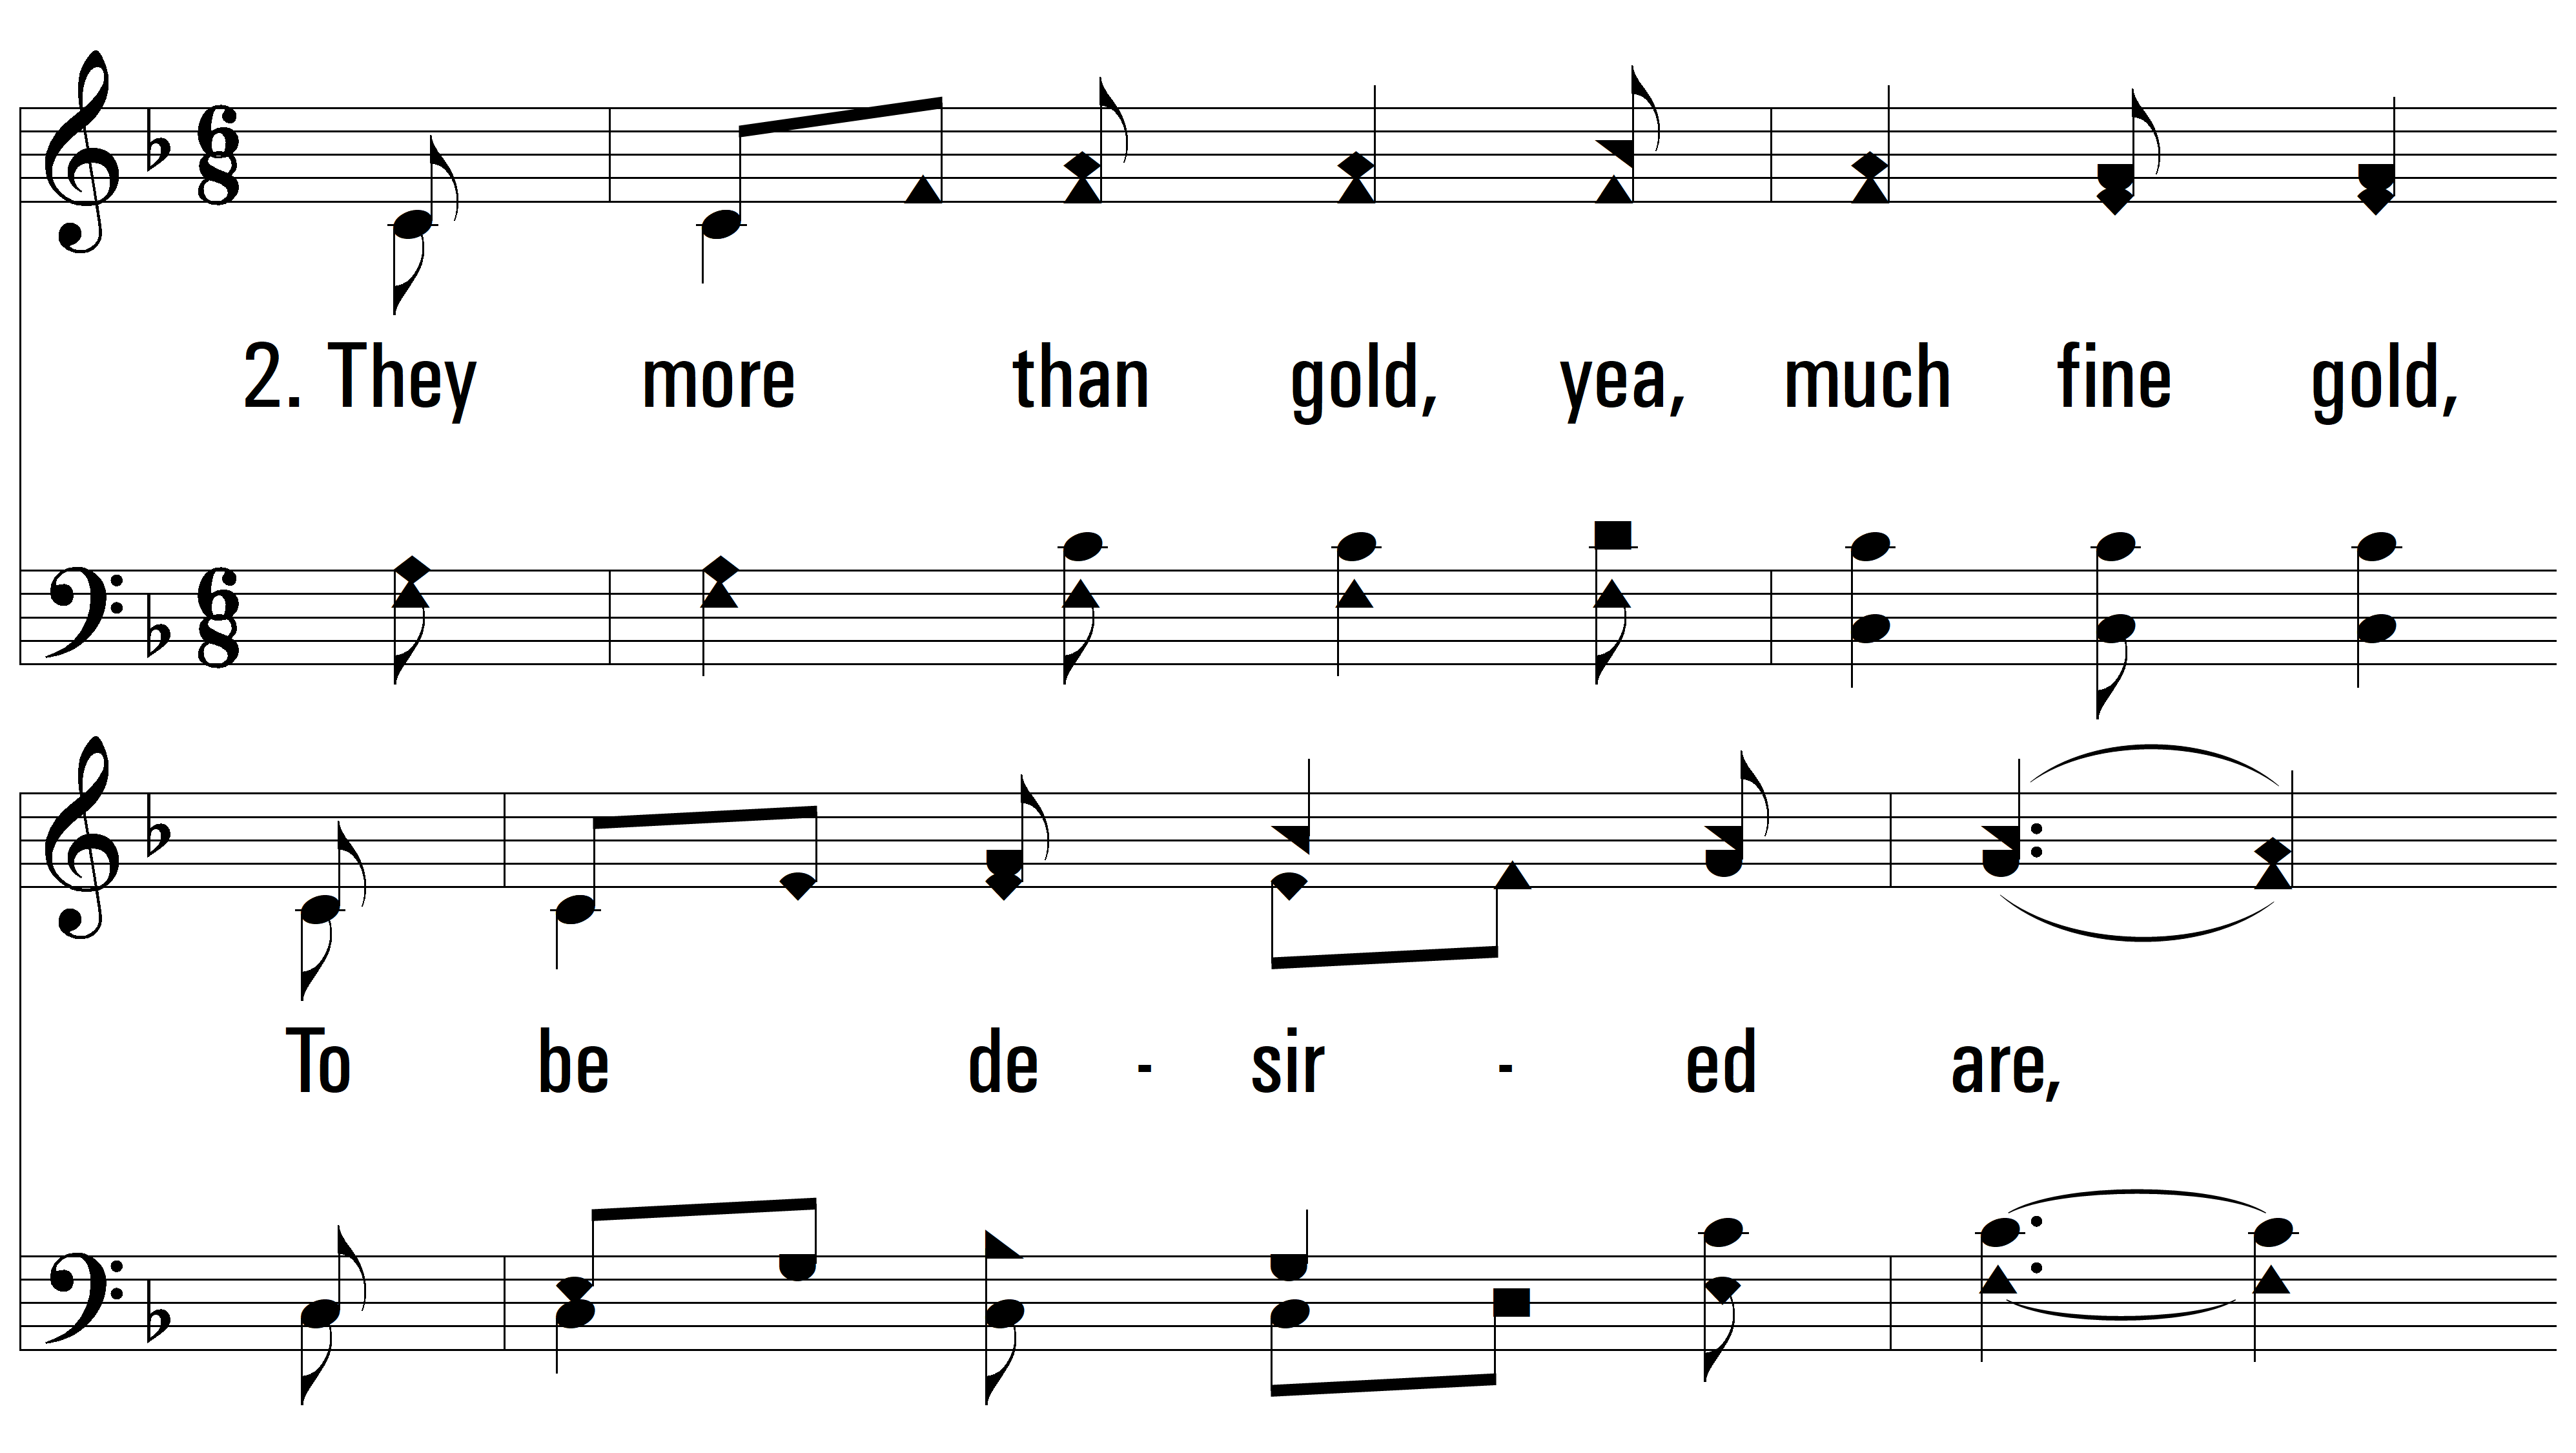 2. They more than gold, yea, much fine gold,
To be de - sir - ed are,